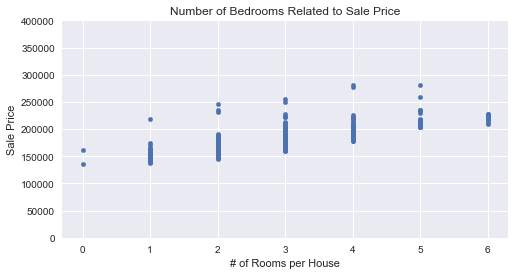 Number of Bedrooms Related to Sale Price
400000
350000
300000
250000
200000
150000
100000
50000
0
Sale Price
0 1 2 3 4 5 6
# of Rooms per House